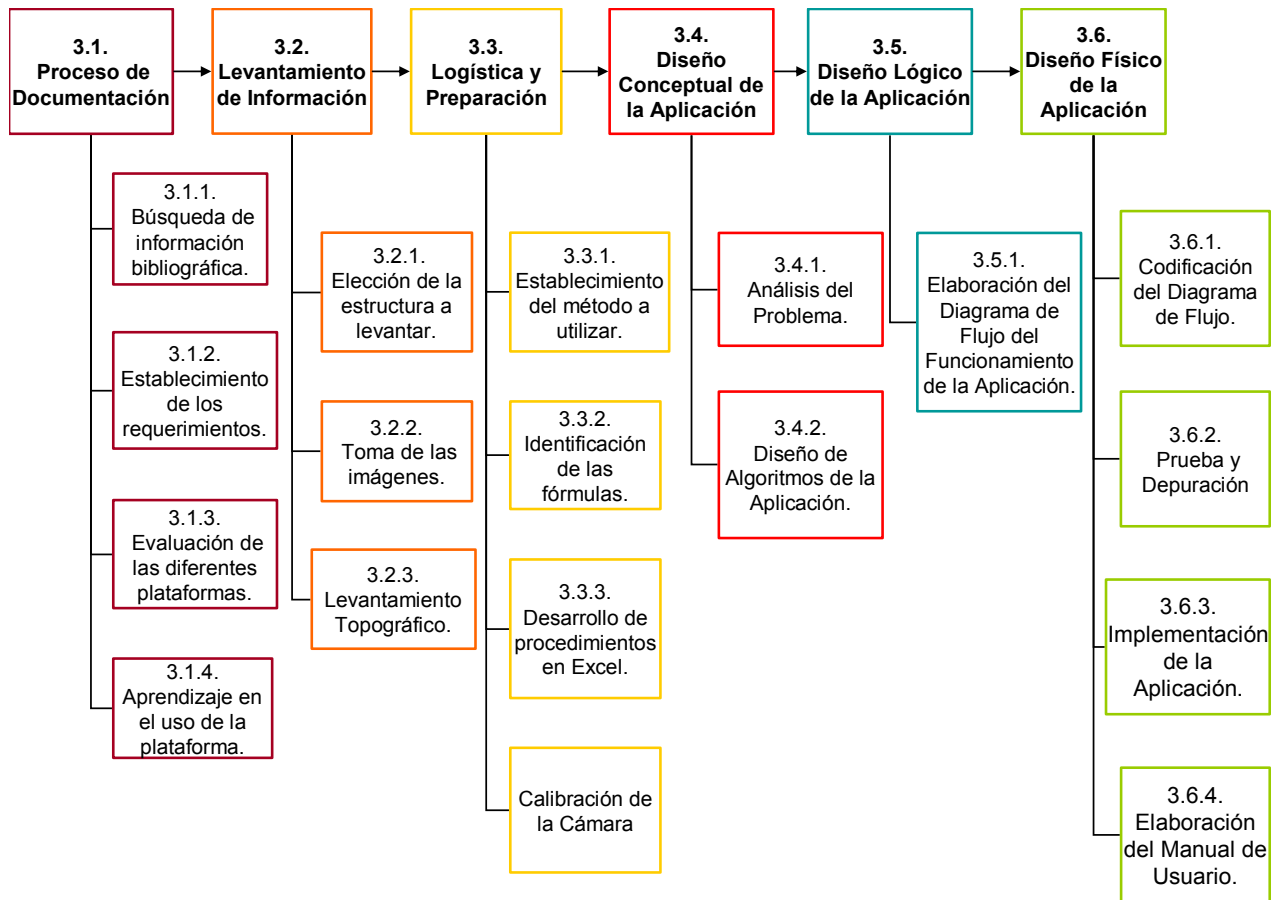 3.1.
Proceso de
Documentación
3.2.
Levantamiento
de Información
3.3.
Logística y
Preparación
3.4.
Diseño
Conceptual de
la Aplicación
3.5.
Diseño Lógico
de la Aplicación
3.6.
Diseño Físico
de la
Aplicación
3.1.1.
Búsqueda de
información
bibliográfica.
3.1.2.
Establecimiento
de los
requerimientos.
3.1.3.
Evaluación de
las diferentes
plataformas.
3.1.4.
Aprendizaje en
el uso de la
plataforma.
3.2.1.
Elección de la
estructura a
levantar.
3.2.2.
Toma de las
imágenes.
3.2.3.
Levantamiento
Topográfico.
3.3.1.
Establecimiento
del método a
utilizar.
3.3.2.
Identificación
de las
fórmulas.
3.3.3.
Desarrollo de
procedimientos
en Excel.
Calibración de
la Cámara
3.4.1.
Análisis del
Problema.
3.4.2.
Diseño de
Algoritmos de la
Aplicación.
3.5.1.
Elaboración del
Diagrama de
Flujo del
Funcionamiento
de la Aplicación.
3.6.1.
Codificación
del Diagrama
de Flujo.
3.6.2.
Prueba y
Depuración
3.6.3.
Implementación
de la
Aplicación.
3.6.4.
Elaboración
del Manual de
Usuario.